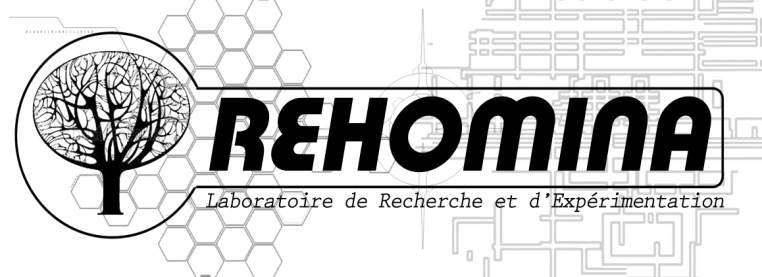 REHOMINA
Laboratoire de Recherche et d'Expérimentation